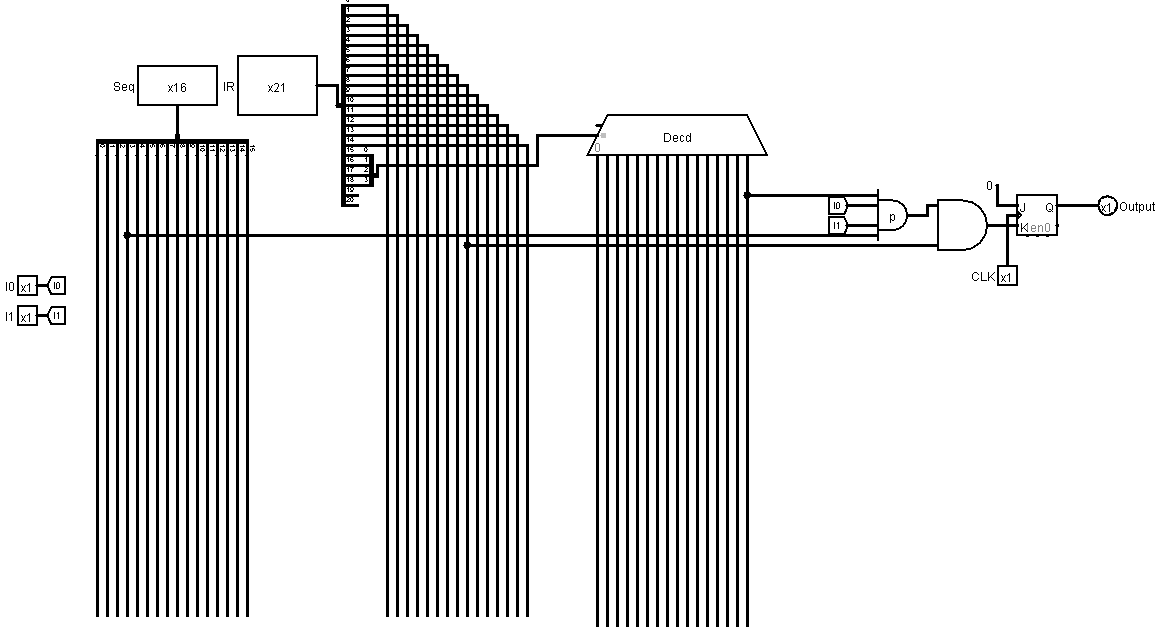 Seq x16
IR x21
0 1 2 3 4 5 6 7 8 9 10 11 12 13 14 15
1
2
3
4
5
6
7
8
9
10
11
12
13
14
15 0
16 1
17 2
18 3
19
20
Decd
0
I0
I1
p
0
J Q
K en 0
x1 Output
CLK x1
I0 x1 I0
I1 x1 I1